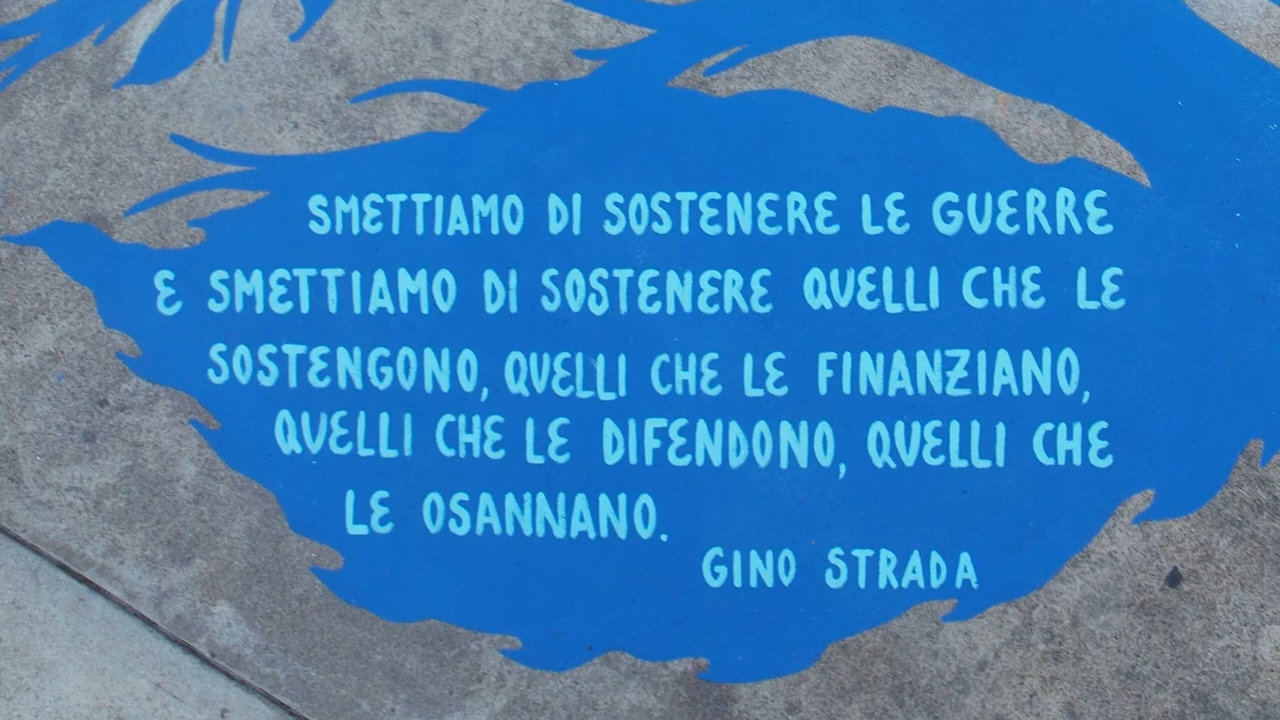 SMETTIAMO DI SOSTENERE LE GUERRE
E SMETTIAMO DI SOSTENERE QUELLI CHE LE
SOSTENGONO, QUELLI CHE LE FINANZIANO,
QUELLI CHE LE DIFENDONO, QUELLI CHE
LE OSANNANO.
GINO STRADA